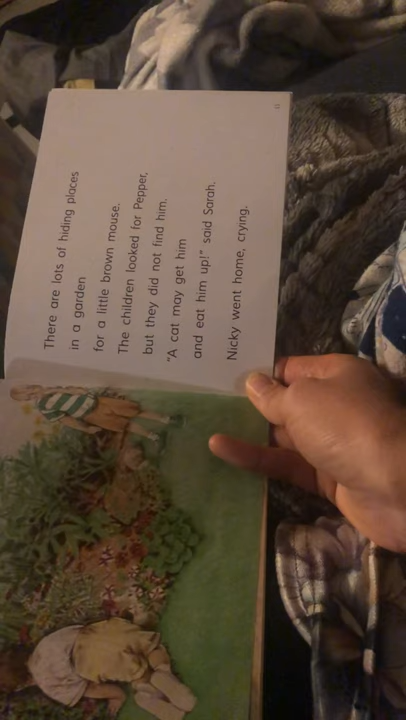 There are lots of hiding places
in a garden
for a little brown mouse.
The children looked for Pepper,
but they did not find him.
"A cat may get him
and eat him up!" said Sarah.
Nicky went home, crying.